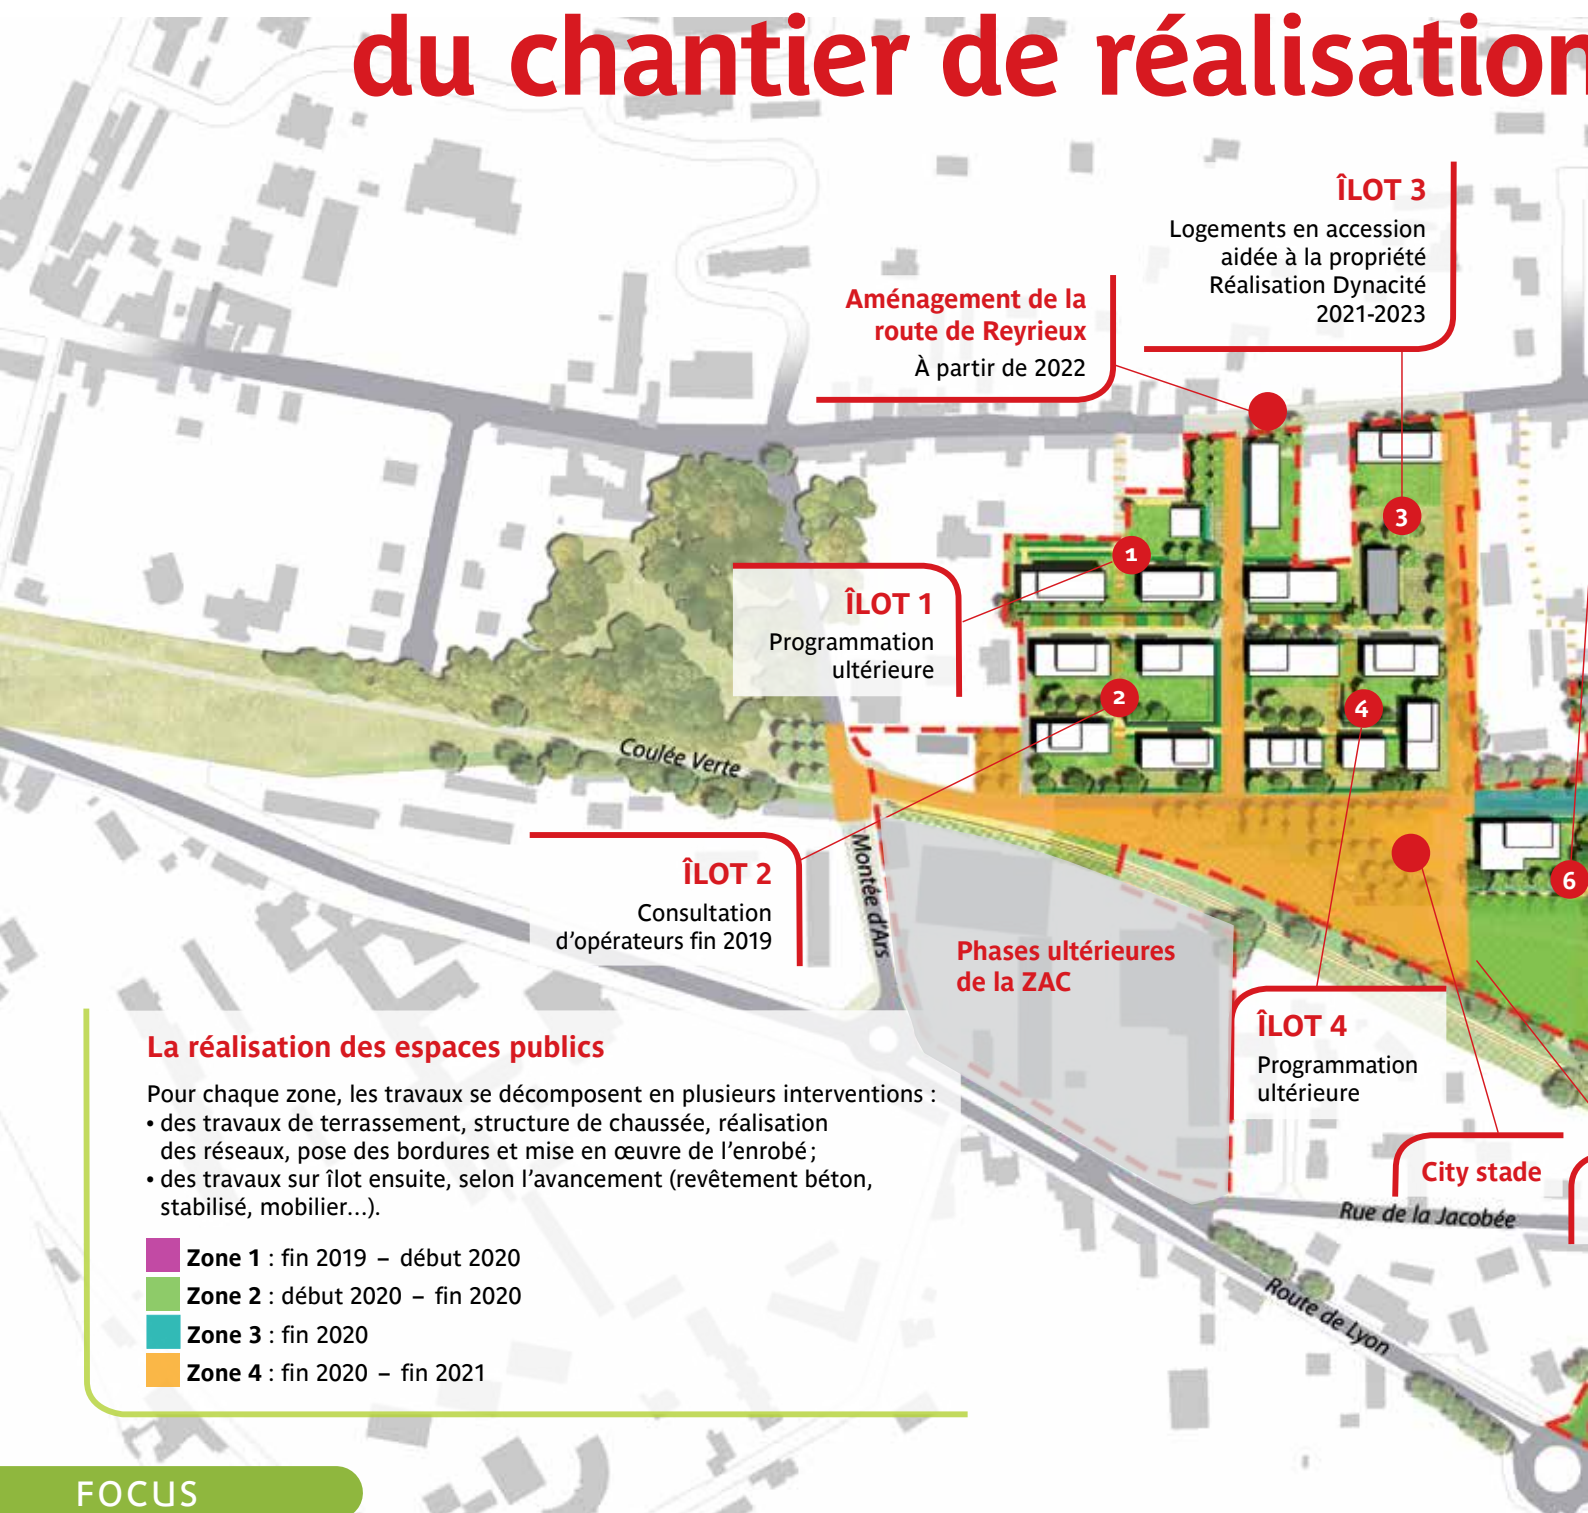 du chantier de réalisation
ÎLOT 3
Logements en accession
aidée à la propriété
Réalisation Dynacité
2021-2023
Aménagement de la
route de Reyrieux
À partir de 2022
3
1
ÎLOT 1
Programmation
ultérieure
2
4
Coulée Verte
6
ÎLOT 2
Consultation
d'opérateurs fin 2019
Montée d'Ars
Phases ultérieures
de la ZAC
ÎLOT 4
Programmation
ultérieure
City stade
Rue de la Jacobée
Route de Lyon
La réalisation des espaces publics
Pour chaque zone, les travaux se décomposent en plusieurs interventions :
• des travaux de terrassement, structure de chaussée, réalisation
des réseaux, pose des bordures et mise en œuvre de l'enrobé ;
• des travaux sur îlot ensuite, selon l'avancement (revêtement béton,
stabilisé, mobilier…).
Zone 1 : fin 2019 – début 2020
Zone 2 : début 2020 – fin 2020
Zone 3 : fin 2020
Zone 4 : fin 2020 – fin 2021
FOCUS